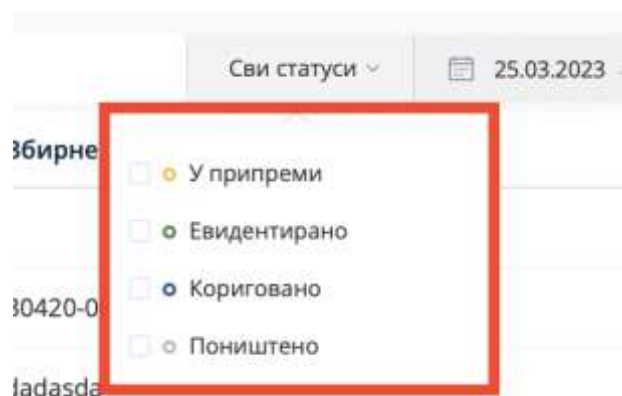 Сви статуси 25.03.2023
Збирне
У припреми
Евидентирано
Кориговано
30420-0
Поништено
dadasda